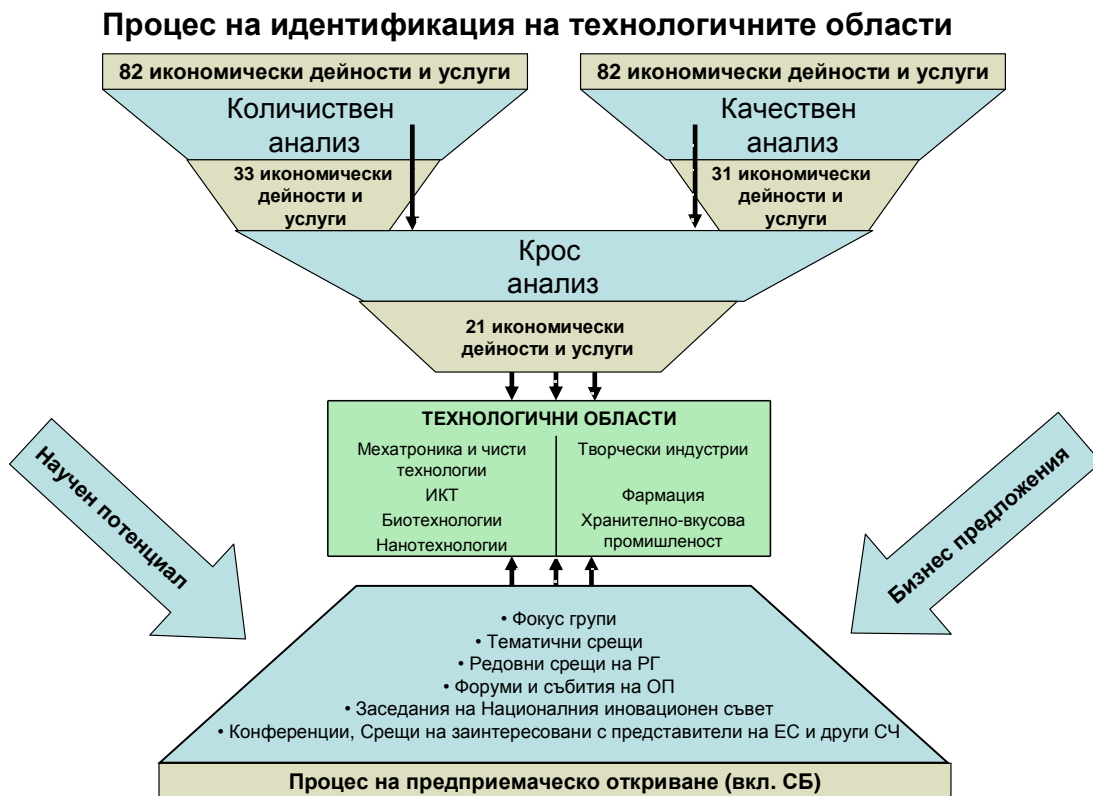 Процес на идентификация на технологичните области
82 икономически дейности и услуги
82 икономически дейности и услуги
Количиствен
анализ
Качествен
анализ
33 икономически
дейности и
услуги
31 икономически
дейности и
услуги
Крос
анализ
21 икономически
дейности и услуги
ТЕХНОЛОГИЧНИ ОБЛАСТИ
Мехатроника и чисти
технологии
ИКТ
Биотехнологии
Нанотехнологии
Творчески индустрии
Фармация
Хранително-вкусова
промишленост
Научен потенциал
Бизнес предложения
• Фокус групи
• Тематични срещи
• Редовни срещи на РГ
• Форуми и събития на ОП
• Заседания на Националния иновационен съвет
• Конференции, Срещи на заинтересовани с представители на ЕС и други СЧ
Процес на предприемаческо откриване (вкл. СБ)